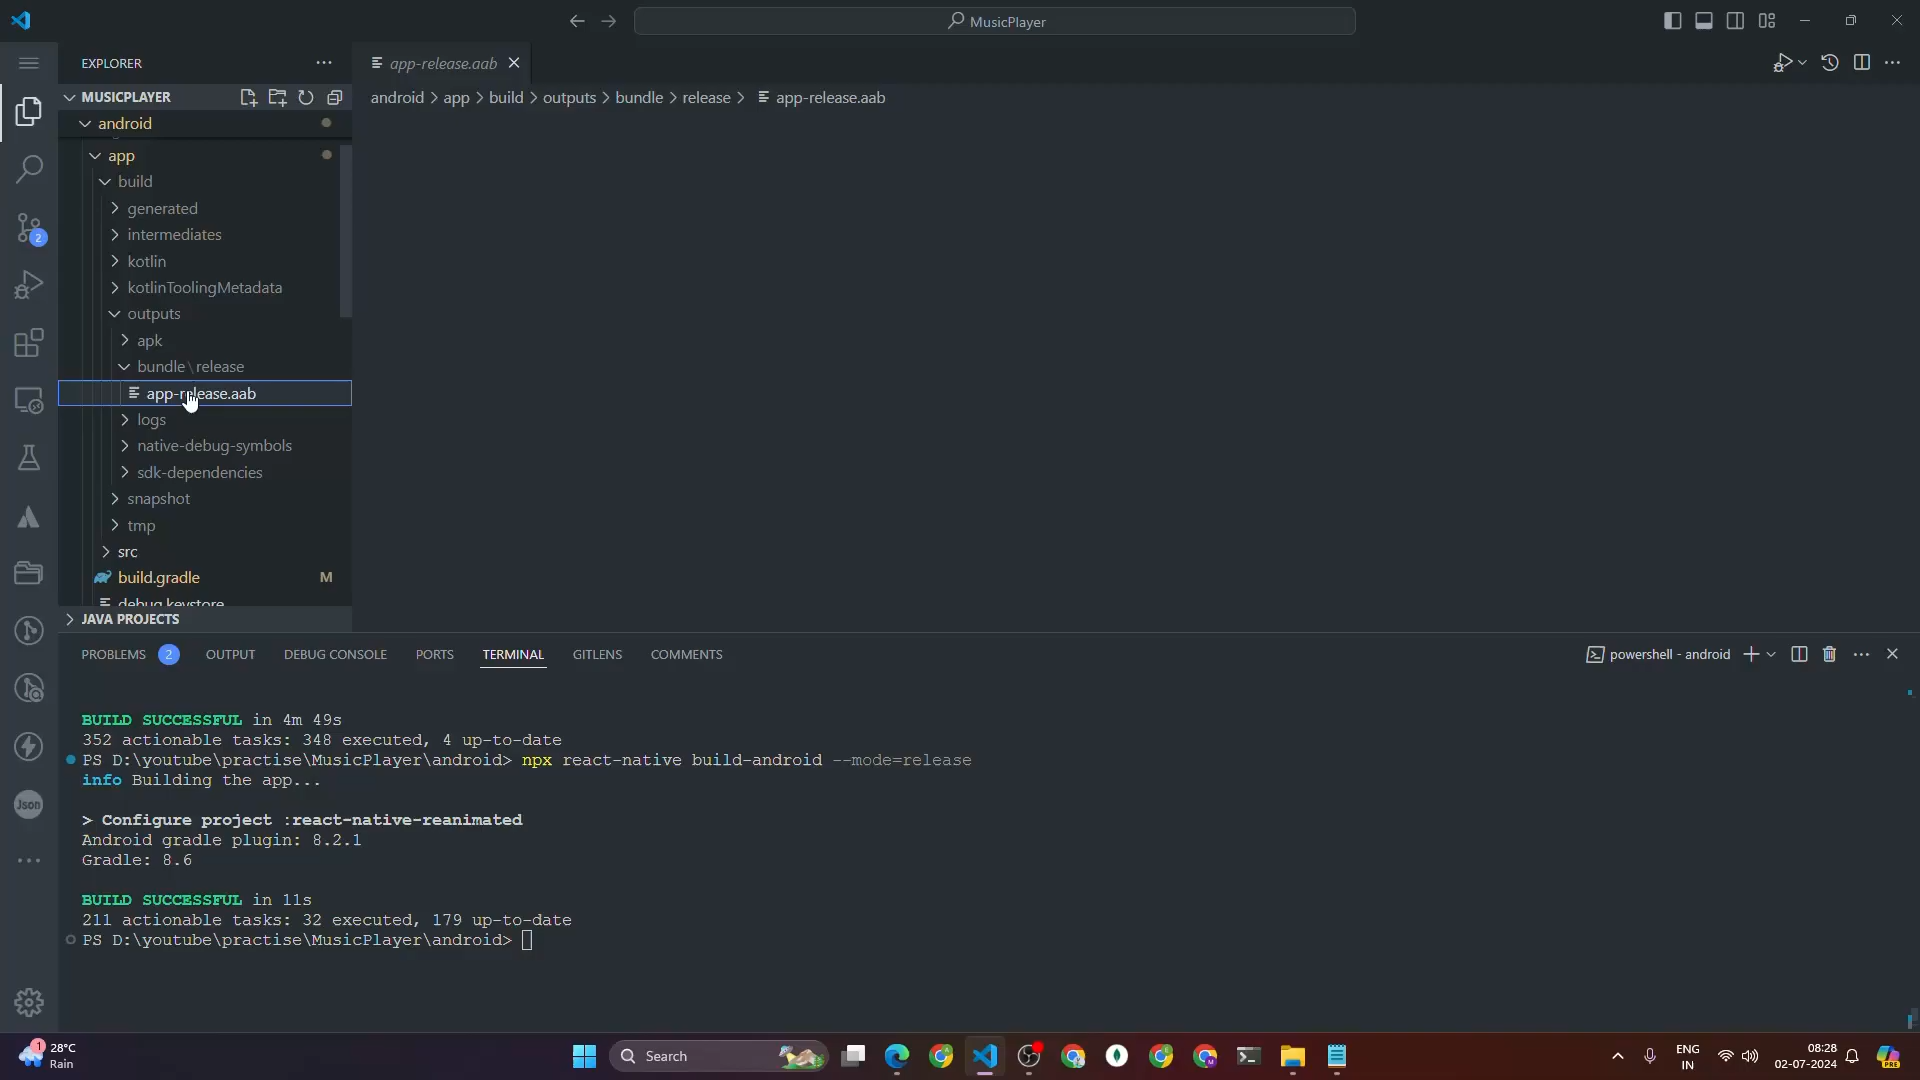 MusicPlayer
EXPLORER
MUSICPLAYER
android
app
build
generated
intermediates
kotlin
kotlinToolingMetadata
outputs
apk
bundle\release
app-release.aab
logs
native-debug-symbols
sdk-dependencies
snapshot
tmp
src
build.gradle M
debug.keystore
JAVA PROJECTS
2
Json
app-release.aab
android > app > build > outputs > bundle > release > app-release.aab
PROBLEMS 2 OUTPUT DEBUG CONSOLE PORTS TERMINAL GITLENS COMMENTS
powershell - android
BUILD SUCCESSFUL in 4m 49s
352 actionable tasks: 348 executed, 4 up-to-date
PS D:\youtube\practise\MusicPlayer\android> npx react-native build-android --mode=release
info Building the app...
> Configure project :react-native-reanimated
Android gradle plugin: 8.2.1
Gradle: 8.6
BUILD SUCCESSFUL in 11s
211 actionable tasks: 32 executed, 179 up-to-date
PS D:\youtube\practise\MusicPlayer\android>
1
28°C
Rain
Search
ENG
IN
08:28
02-07-2024
PRE